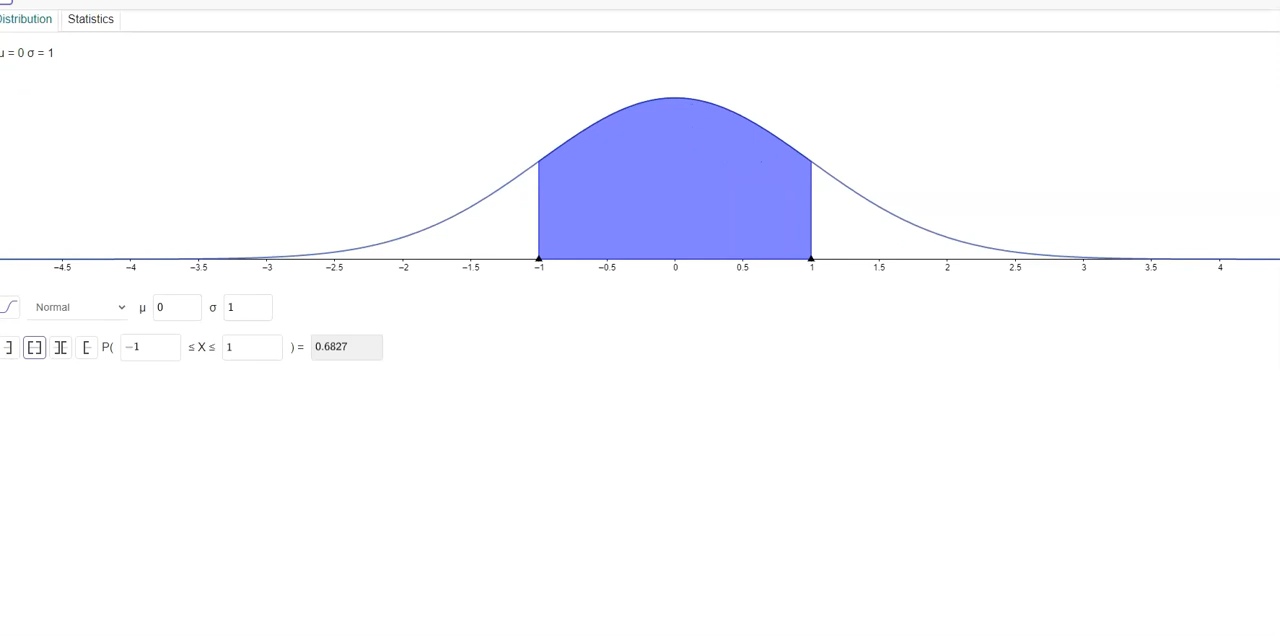 Distribution Statistics
μ = 0 σ = 1
−4.5 −4 −3.5 −3 −2.5 −2 −1.5 −1 −0.5 0 0.5 1 1.5 2 2.5 3 3.5 4
Normal μ 0 σ 1
P( −1 ≤ X ≤ 1 ) = 0.6827